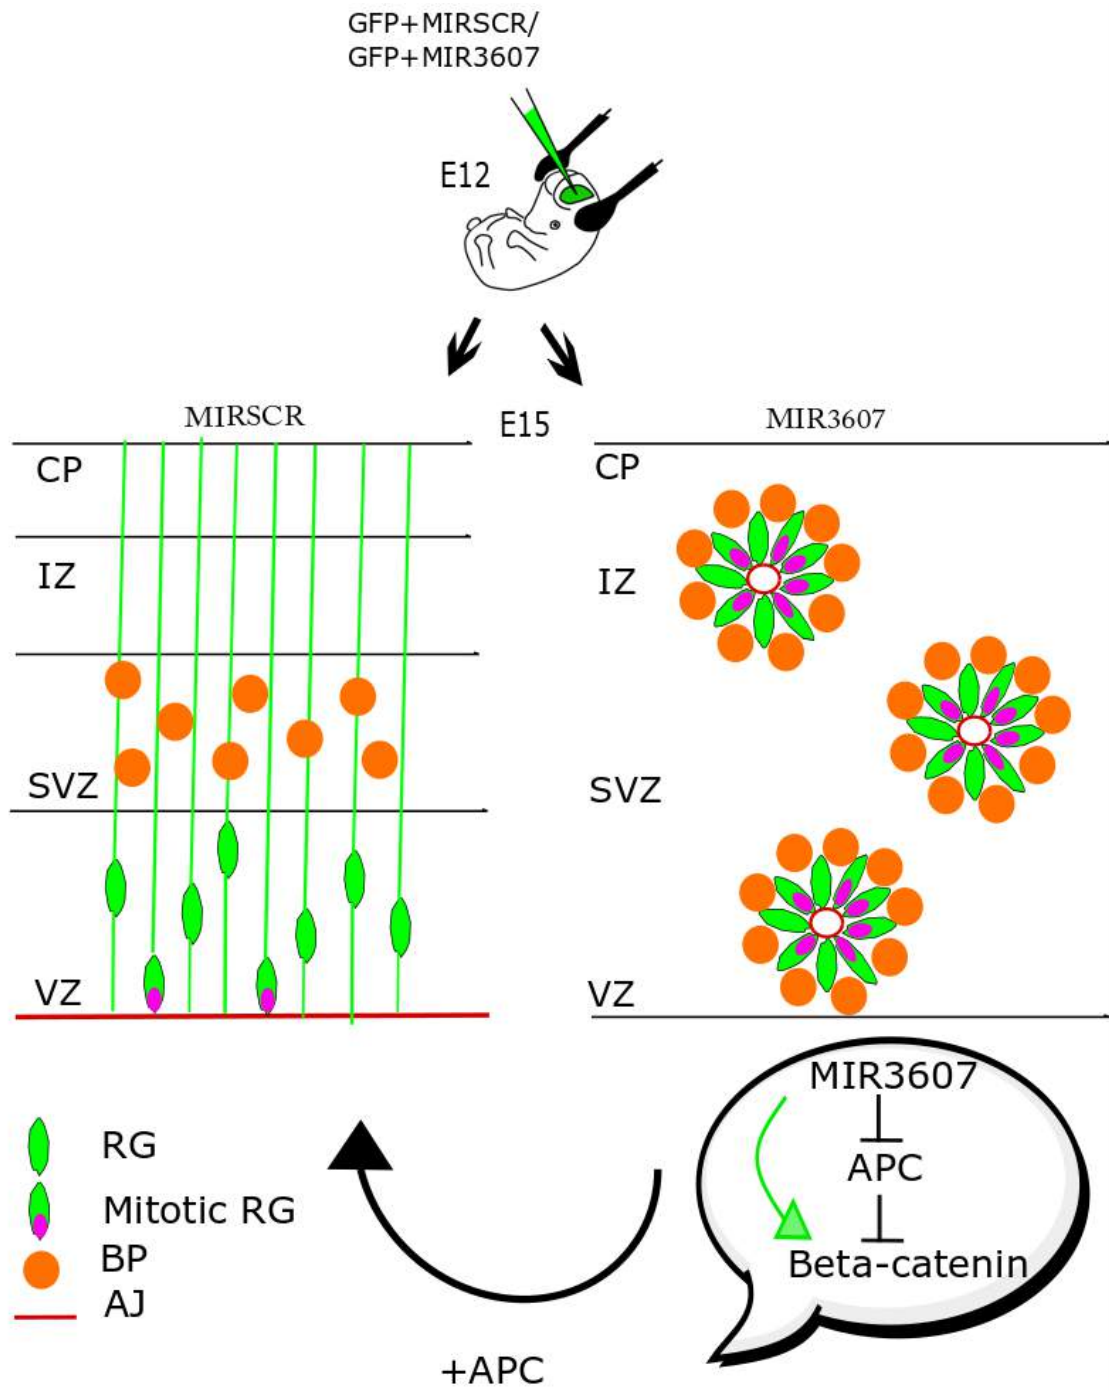 GFP+MIRSCR/
GFP+MIR3607
E12
MIRSCR
E15
MIR3607
CP
IZ
SVZ
VZ
CP
IZ
SVZ
VZ
RG
Mitotic RG
BP
AJ
+APC
MIR3607
APC
Beta-catenin